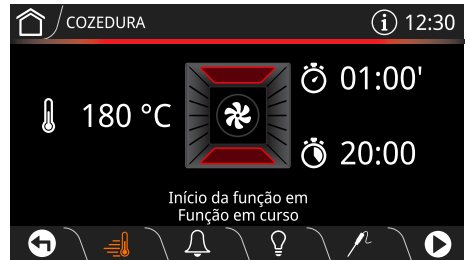 COZEDURA
i 12:30
180 °C
01:00'
20:00
Início da função em
Função em curso